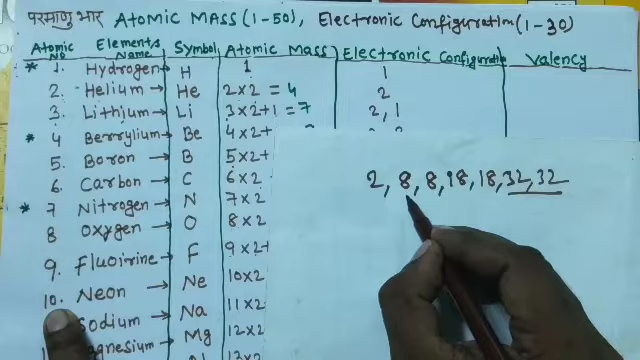 परमाणु भार Atomic Mass (1-50), Electronic Configuration (1-30)
Atomic No Element,s Name Symbol Atomic Mass Electronic Configuration Valency
* 1. Hydrogen → H 1 1
2. Helium → He 2×2 = 4 2
3. Lithium → Li 3×2+1 = 7 2, 1
* 4 Berrylium → Be 4×2+
5. Boron → B 5×2+
6. Carbon → C 6×2
* 7 Nitrogen → N 7×2
8 Oxygen → O 8×2
9. Fluoirine → F 9×2+
10. Neon → Ne 10×2
Sodium → Na 11×2
Mg 12×2
2, 8, 8, 18, 18, 32, 32